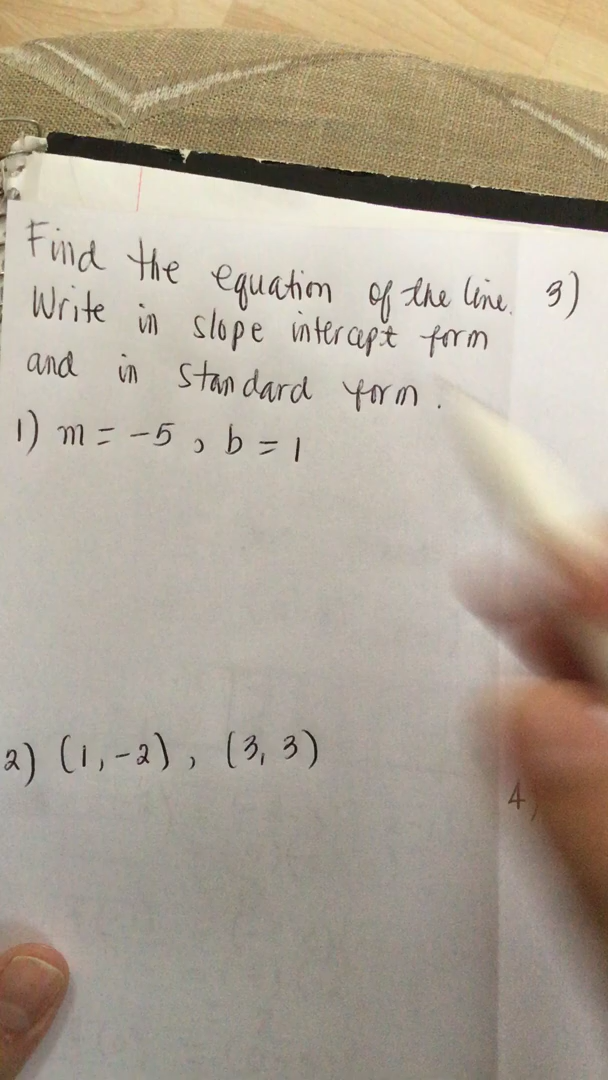 Find the equation of the line.
Write in slope intercept form
and in standard form.
1) m = -5, b = 1
2) (1, -2), (3, 3)
3)
4)